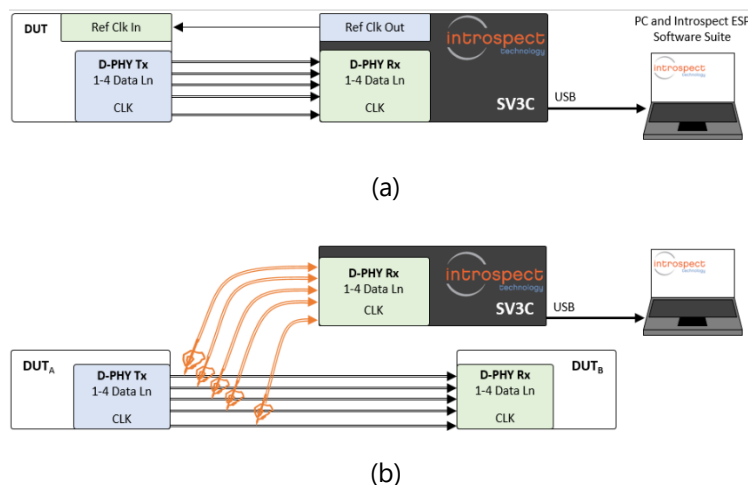 DUT
Ref Clk In
Ref Clk Out
introspect
technology
PC and Introspect ESP
Software Suite
D-PHY Tx
1-4 Data Ln
CLK
D-PHY Rx
1-4 Data Ln
CLK
SV3C
USB
introspect
(a)
D-PHY Rx
1-4 Data Ln
CLK
introspect
technology
SV3C
USB
introspect
DUTA
D-PHY Tx
1-4 Data Ln
CLK
D-PHY Rx
1-4 Data Ln
CLK
DUTB
(b)